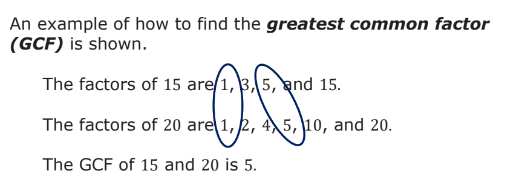 An example of how to find the greatest common factor
(GCF) is shown.
The factors of 15 are 1, 3, 5, and 15.
The factors of 20 are 1, 2, 4, 5, 10, and 20.
The GCF of 15 and 20 is 5.